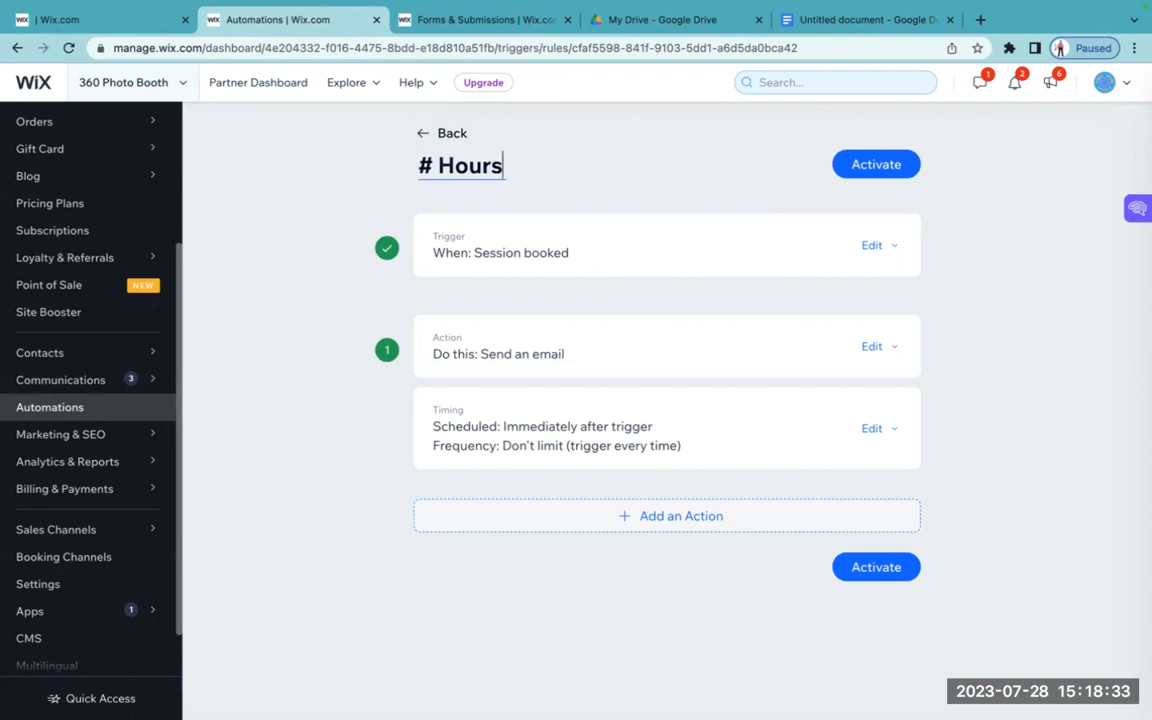 | Wix.com
Automations | Wix.com
Forms & Submissions | Wix.co
My Drive - Google Drive
Untitled document - Google D
manage.wix.com/dashboard/4e204332-f016-4475-8bdd-e18d810a51fb/triggers/rules/cfaf5598-841f-9103-5dd1-a6d5da0bca42
Paused
WiX
360 Photo Booth
Partner Dashboard
Explore
Help
Upgrade
Search...
1
2
6
Orders
Gift Card
Blog
Pricing Plans
Subscriptions
Loyalty & Referrals
Point of Sale
NEW
Site Booster
Contacts
Communications
3
Automations
Marketing & SEO
Analytics & Reports
Billing & Payments
Sales Channels
Booking Channels
Settings
Apps
1
CMS
Multilingual
Quick Access
Back
# Hours
Activate
Trigger
When: Session booked
Edit
1
Action
Do this: Send an email
Edit
Timing
Scheduled: Immediately after trigger
Frequency: Don't limit (trigger every time)
Edit
+ Add an Action
Activate
2023-07-28 15:18:33